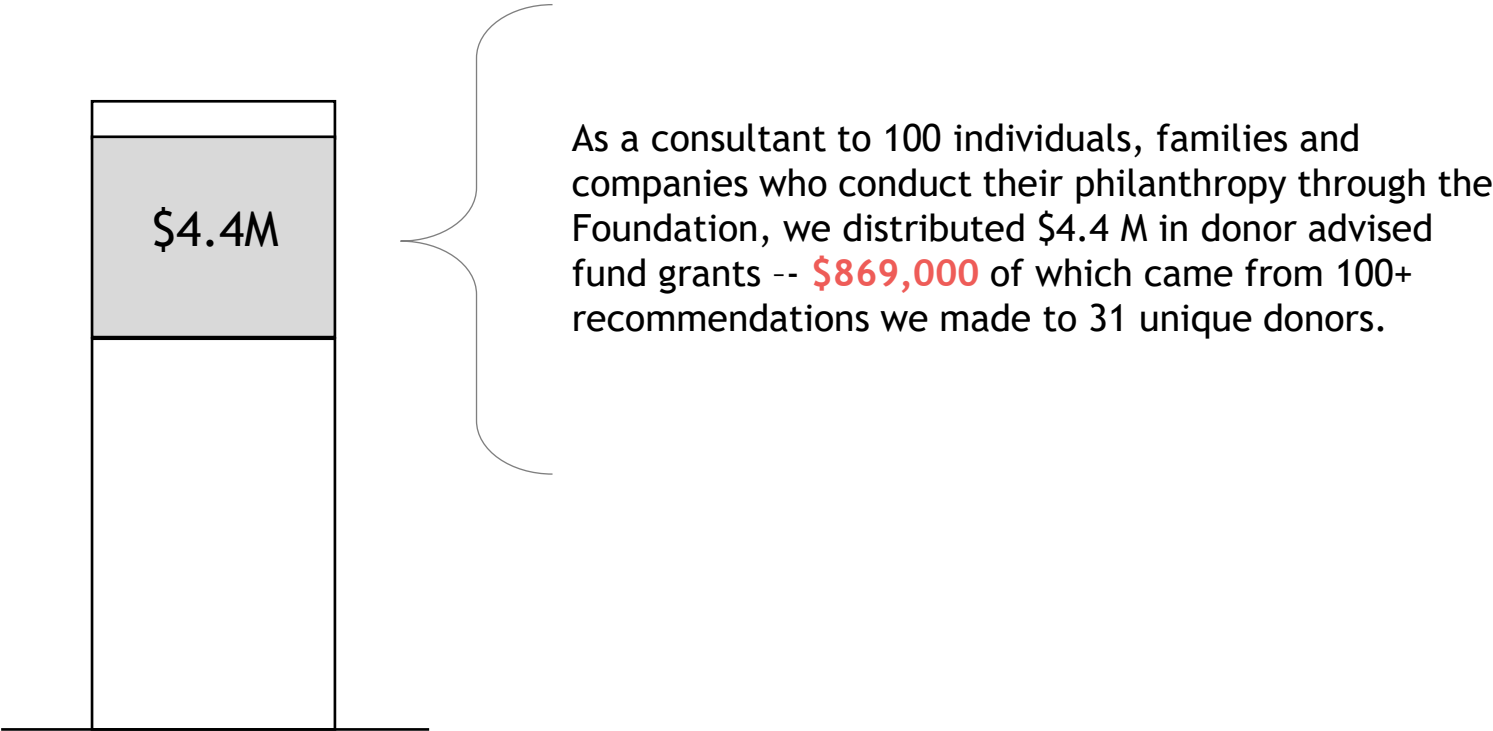 $4.4M
As a consultant to 100 individuals, families and
companies who conduct their philanthropy through the
Foundation, we distributed $4.4 M in donor advised
fund grants –- $869,000 of which came from 100+
recommendations we made to 31 unique donors.